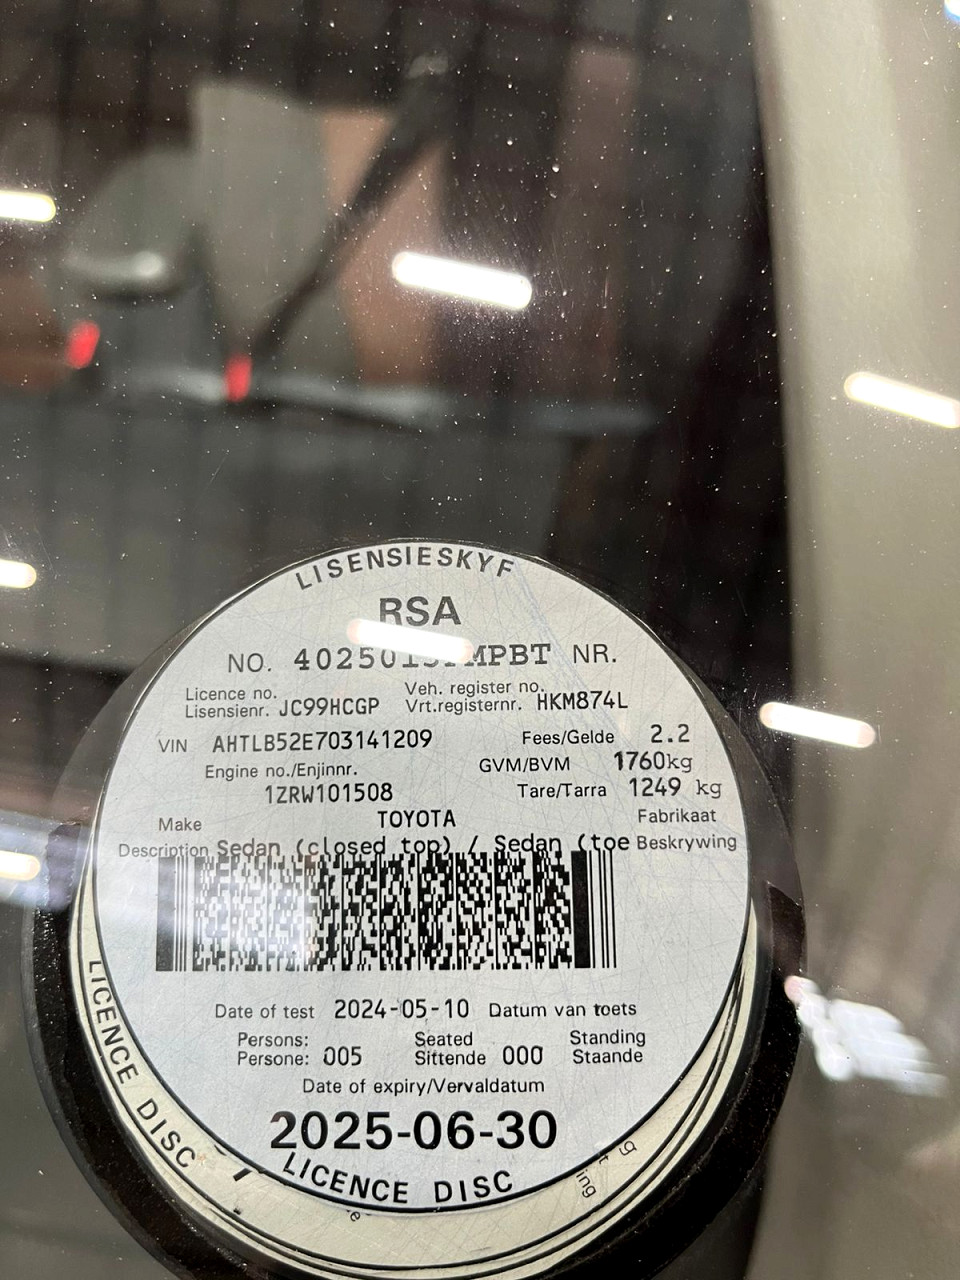 LISENSIESKYF
RSA
NO. MPBT NR.
Licence no. Veh. register no.
Lisensienr. JC99HCGP Vrt.registernr. HKM874L
VIN AHTLB52E703141209 Fees/Gelde 2.2
Engine no./Enjinnr. GVM/BVM 1760kg
1ZRW101508 Tare/Tarra 1249 kg
Make TOYOTA Fabrikaat
Description Sedan (closed top) / Sedan (toe Beskrywing
Date of test 2024-05-10 Datum van toets
Persons: Seated Standing
Persone: 005 Sittende 000 Staande
Date of expiry/Vervaldatum
2025-06-30
LICENCE DISC
LICENCE DISC